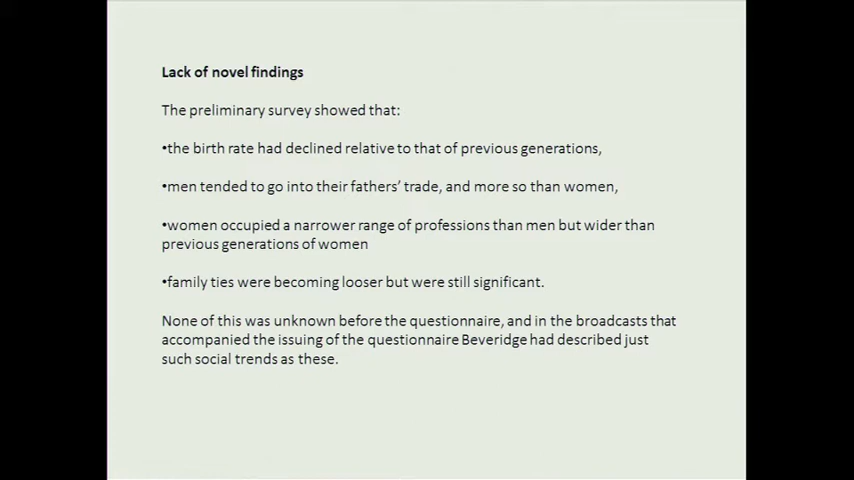 Lack of novel findings
The preliminary survey showed that:
•the birth rate had declined relative to that of previous generations,
•men tended to go into their fathers’ trade, and more so than women,
•women occupied a narrower range of professions than men but wider than
previous generations of women
•family ties were becoming looser but were still significant.
None of this was unknown before the questionnaire, and in the broadcasts that
accompanied the issuing of the questionnaire Beveridge had described just
such social trends as these.